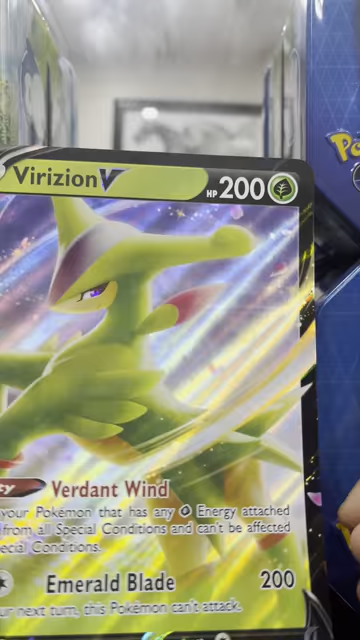 Virizion V HP 200
Verdant Wind
your Pokémon that has any Energy attached
from all Special Conditions and can't be affected
ecial Conditions.
Emerald Blade 200
ur next turn, this Pokémon can't attack.
Po